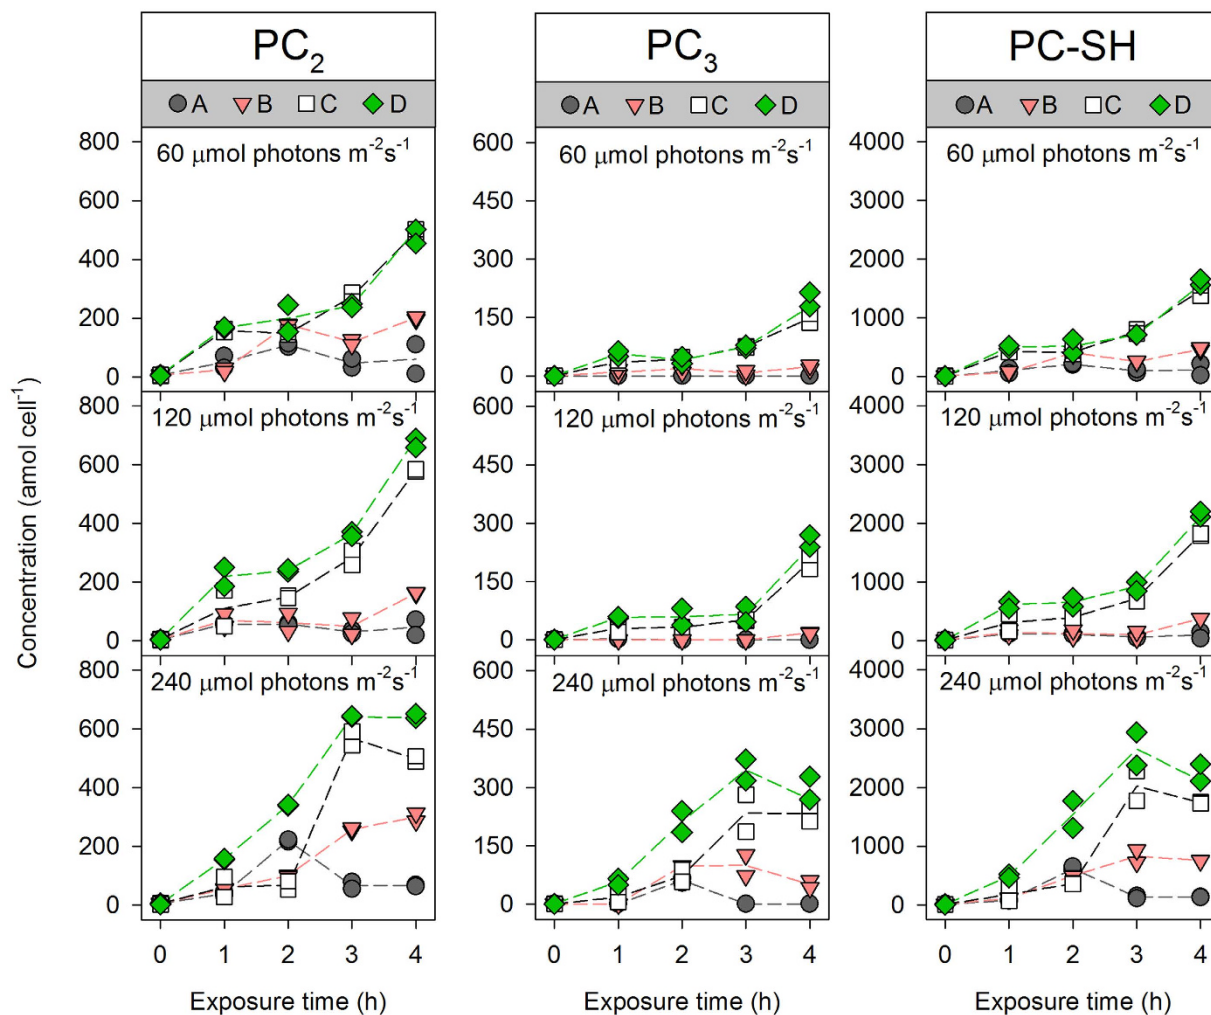 PC2 PC3 PC-SH
A B C D A B C D A B C D
800 600 4000
60 μmol photons m-2s-1 60 μmol photons m-2s-1 60 μmol photons m-2s-1
600 450 3000
400 300 2000
200 150 1000
0 0 0
800 600 4000
120 μmol photons m-2s-1 120 μmol photons m-2s-1 120 μmol photons m-2s-1
600 450 3000
400 300 2000
200 150 1000
0 0 0
800 600 4000
240 μmol photons m-2s-1 240 μmol photons m-2s-1 240 μmol photons m-2s-1
600 450 3000
400 300 2000
200 150 1000
0 0 0
Concentration (amol cell-1)
0 1 2 3 4 0 1 2 3 4 0 1 2 3 4
Exposure time (h) Exposure time (h) Exposure time (h)